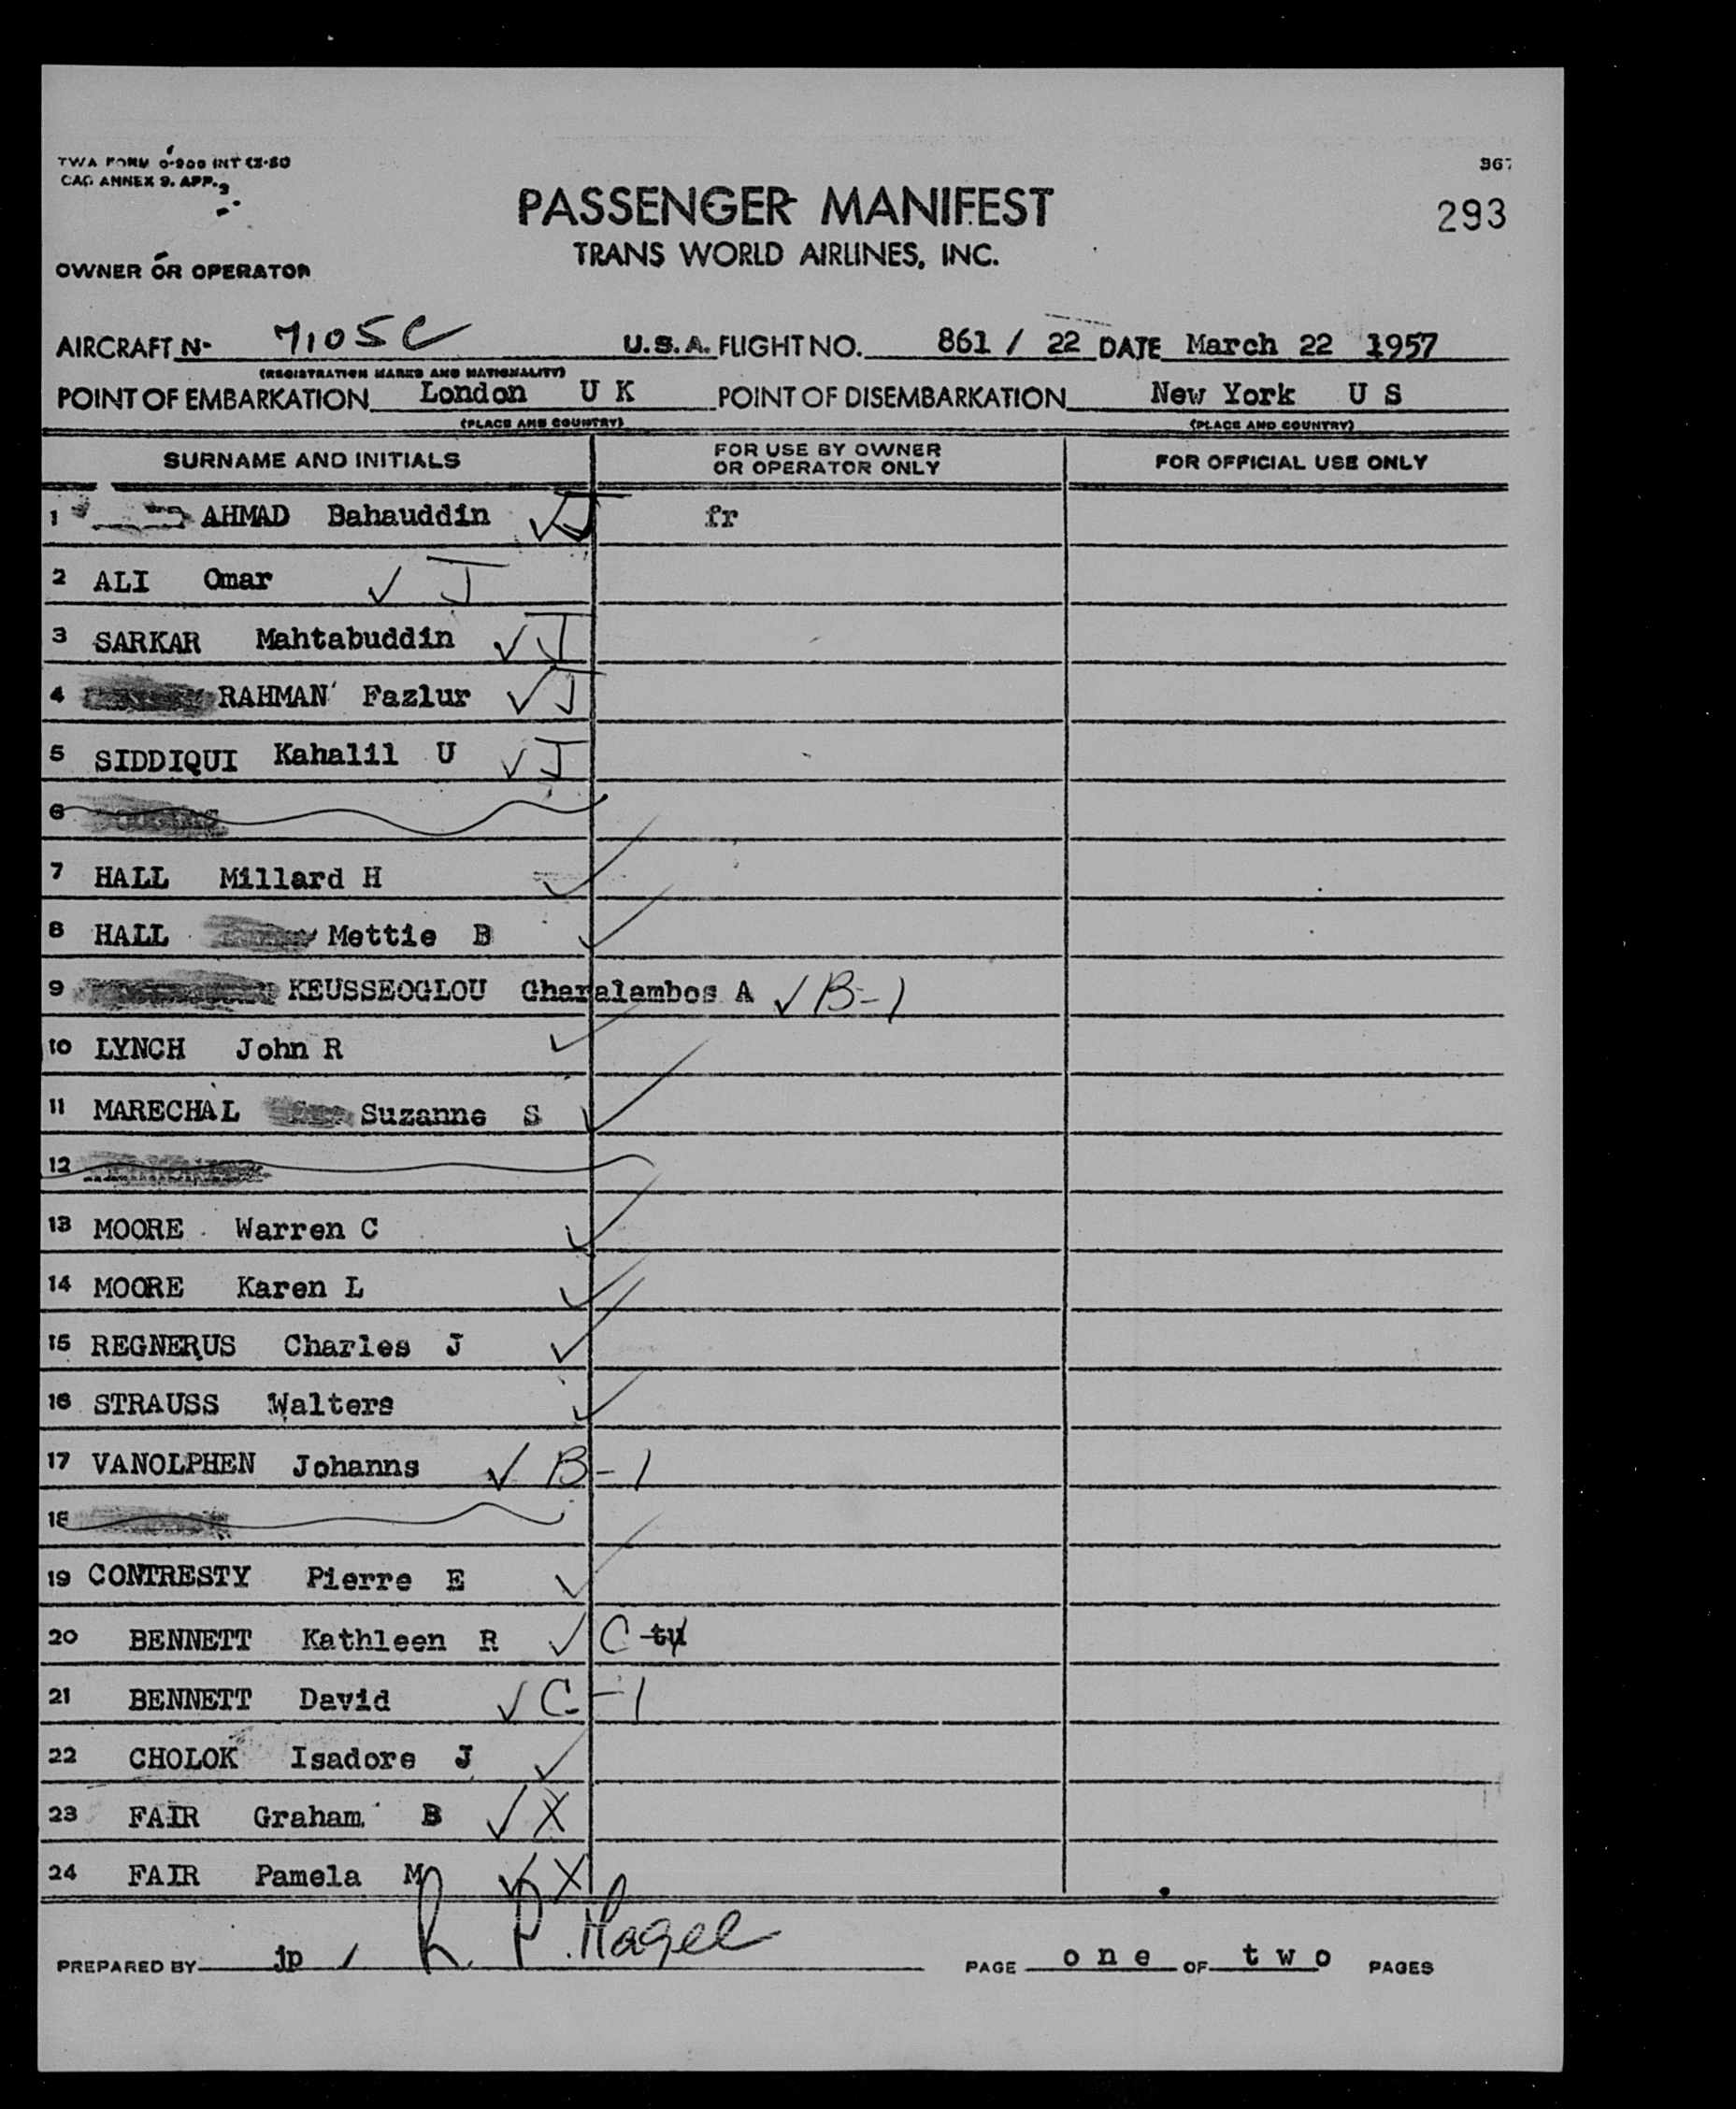 TWA FORM 0-900 INT (2-50
CAO ANNEX 9. APP. 3
367
PASSENGER MANIFEST
293
TRANS WORLD AIRLINES, INC.
OWNER OR OPERATOR
AIRCRAFT N- 7105C U.S.A. FLIGHT NO. 861 / 22 DATE March 22 1957
(REGISTRATION MARKS AND NATIONALITY)
POINT OF EMBARKATION London U K POINT OF DISEMBARKATION New York U S
(PLACE AND COUNTRY) (PLACE AND COUNTRY)
SURNAME AND INITIALS FOR USE BY OWNER OR OPERATOR ONLY FOR OFFICIAL USE ONLY
1 AHMAD Bahauddin ✓ J fr
2 ALI Omar ✓ J
3 SARKAR Mahtabuddin ✓ J
4 RAHMAN Fazlur ✓ J
5 SIDDIQUI Kahalil U ✓ J
6
7 HALL Millard H ✓
8 HALL Mettie B ✓
9 KEUSSEOGLOU Charalambos A ✓ B-1
10 LYNCH John R ✓
11 MARECHAL Suzanne S ✓
12
13 MOORE Warren C ✓
14 MOORE Karen L ✓
15 REGNERUS Charles J ✓
16 STRAUSS Walters ✓
17 VANOLPHEN Johanns ✓ B-1
18
19 CONTRESTY Pierre E ✓
20 BENNETT Kathleen R ✓ C
21 BENNETT David ✓ C-1
22 CHOLOK Isadore J ✓
23 FAIR Graham B ✓ X
24 FAIR Pamela M ✓ X
PREPARED BY jp / R. P. Hagel PAGE one OF two PAGES